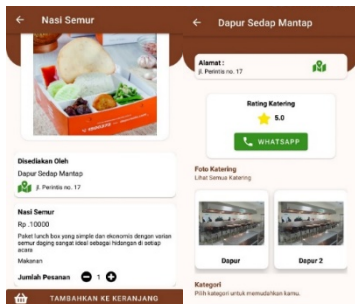 Nasi Semur
Disediakan Oleh
Dapur Sedap Mantap
jl. Perintis no. 17
Nasi Semur
Rp .10000
Paket lunch box yang simple dan ekonomis dengan varian
semur daging sangat ideal sebagai hidangan di setiap
acara
Makanan
Jumlah Pesanan 1
TAMBAHKAN KE KERANJANG
Dapur Sedap Mantap
Alamat :
jl. Perintis no. 17
Rating Katering
5.0
WHATSAPP
Foto Katering
Lihat Semua Katering
Dapur
Dapur 2
Kategori
Pilih kategori untuk memudahkan kamu.